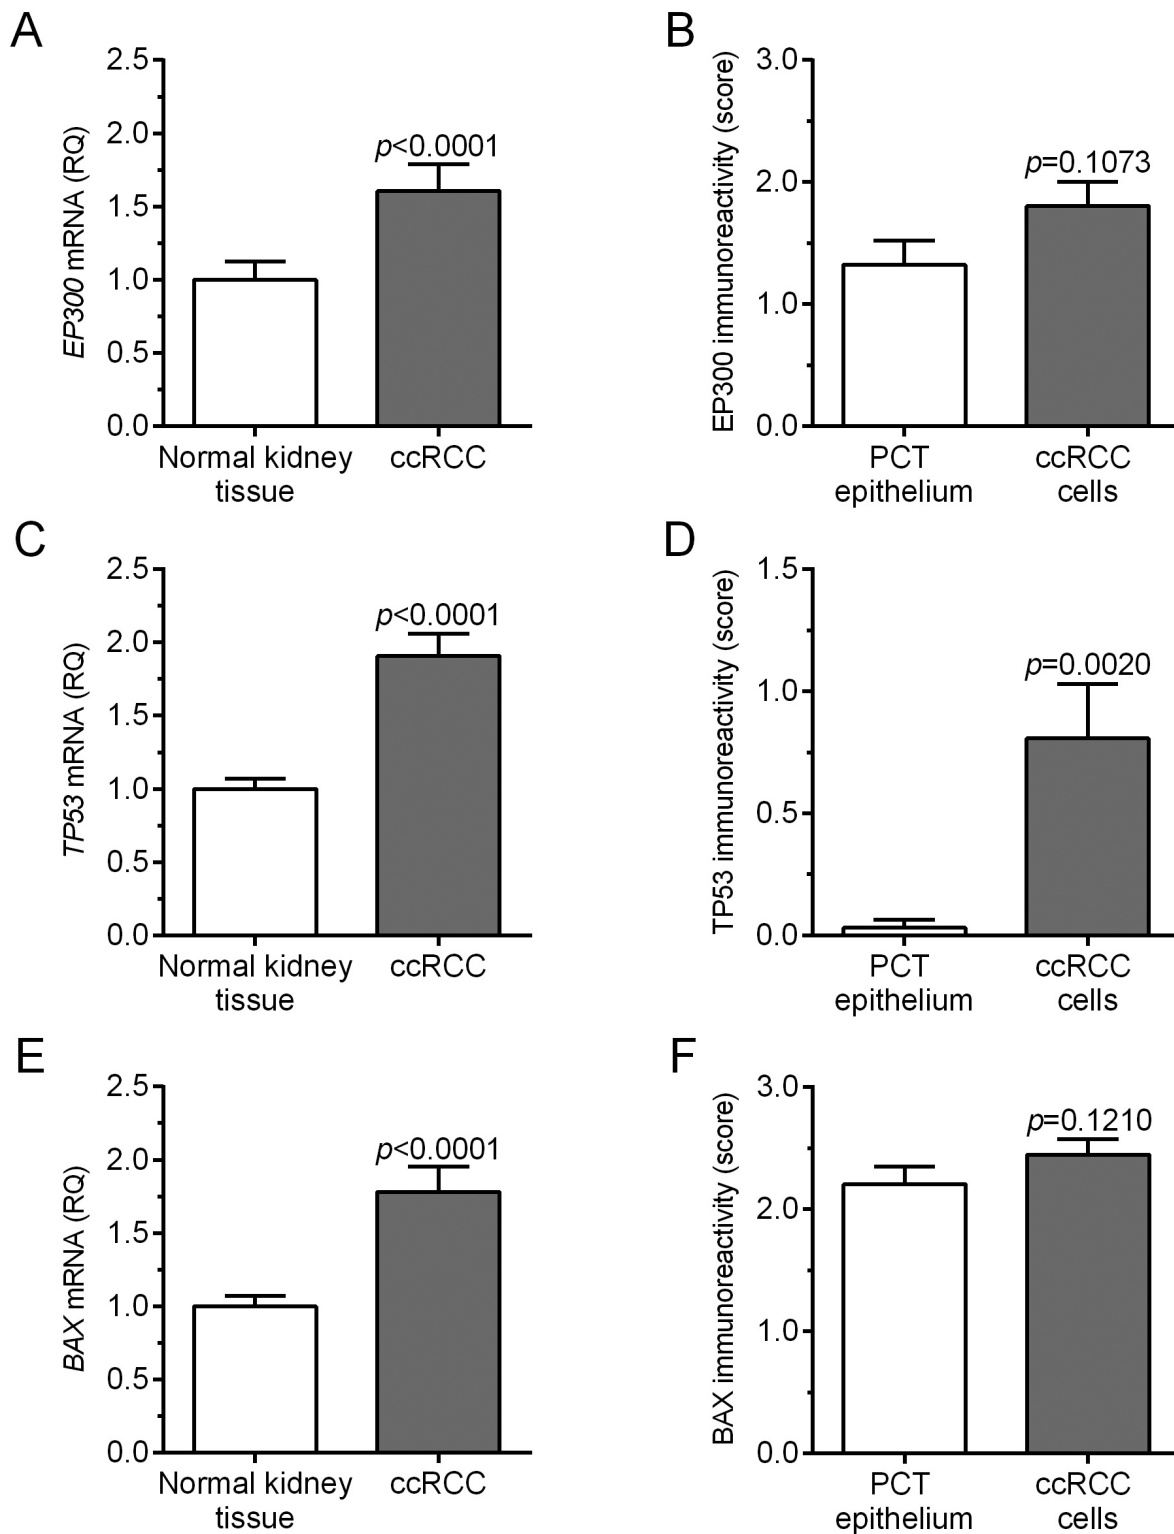 A
EP300 mRNA (RQ)
2.5
2.0
1.5
1.0
0.5
0.0
p<0.0001
Normal kidney
tissue
ccRCC
B
EP300 immunoreactivity (score)
3.0
2.0
1.0
0.0
p=0.1073
PCT
epithelium
ccRCC
cells
C
TP53 mRNA (RQ)
2.5
2.0
1.5
1.0
0.5
0.0
p<0.0001
Normal kidney
tissue
ccRCC
D
TP53 immunoreactivity (score)
1.5
1.0
0.5
0.0
p=0.0020
PCT
epithelium
ccRCC
cells
E
BAX mRNA (RQ)
2.5
2.0
1.5
1.0
0.5
0.0
p<0.0001
Normal kidney
tissue
ccRCC
F
BAX immunoreactivity (score)
3.0
2.0
1.0
0.0
p=0.1210
PCT
epithelium
ccRCC
cells